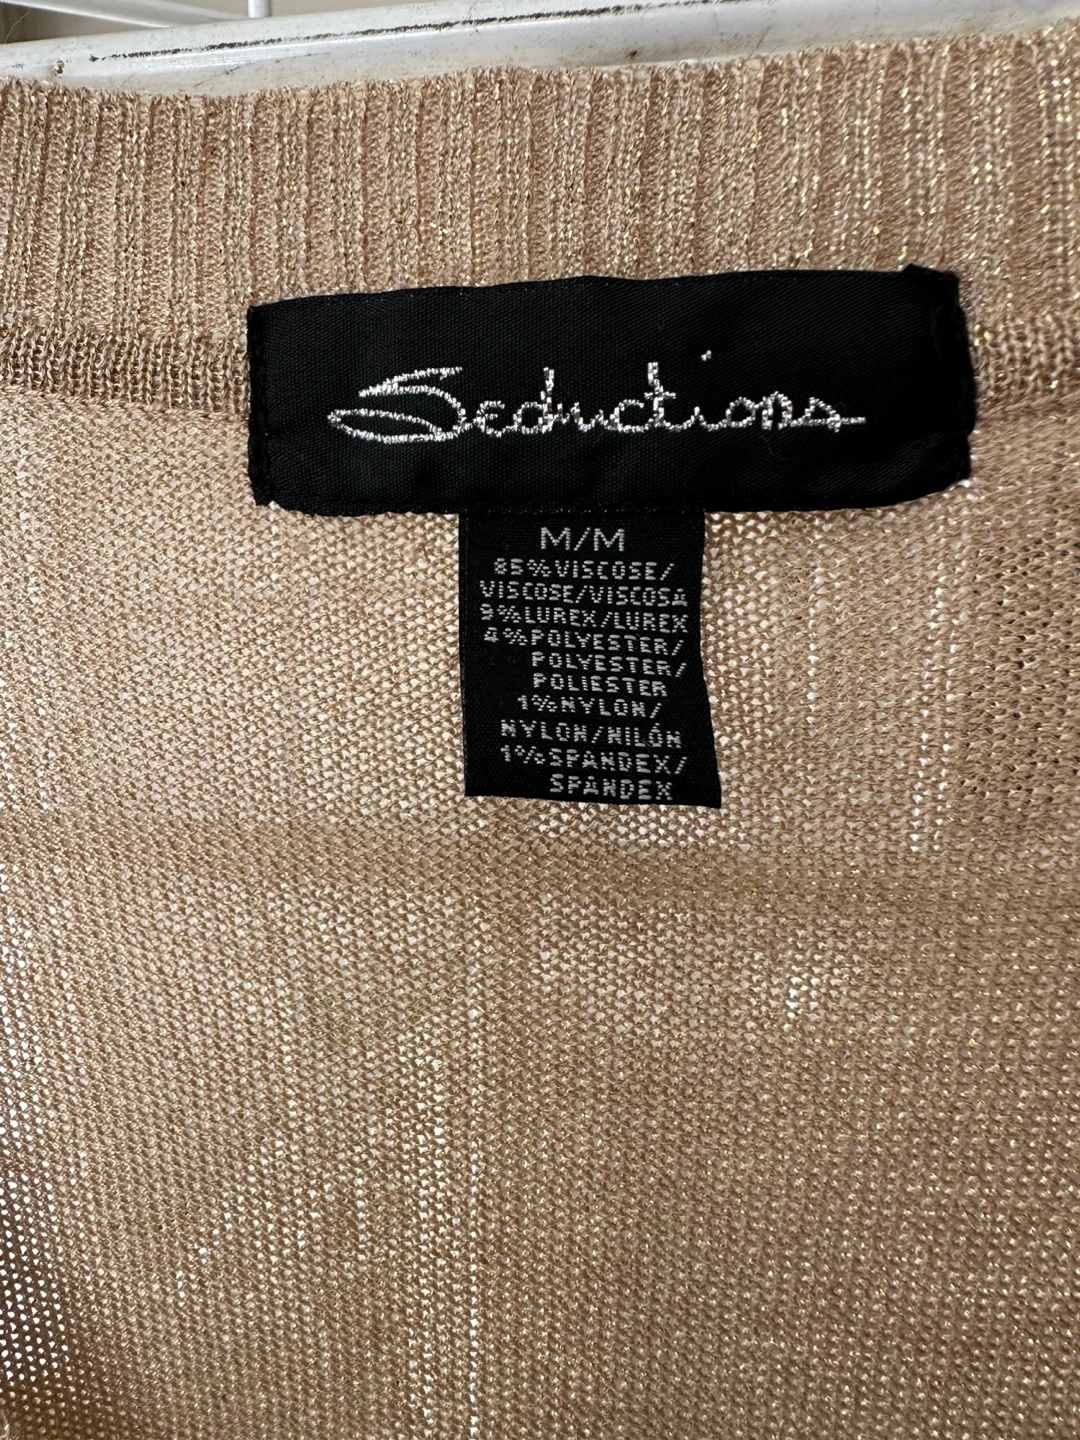 Seductions
M/M
85%VISCOSE/
VISCOSE/VISCOSA
9%LUREX/LUREX
4%POLYESTER/
POLYESTER/
POLIESTER
1%NYLON/
NYLON/NILÓN
1%SPANDEX/
SPANDEX